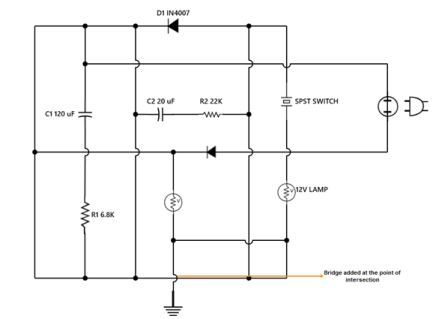 D1 IN4007
C2 20 uF
R2 22K
SPST SWITCH
C1 120 uF
12V LAMP
R1 6.8K
Bridge added at the point of
intersection